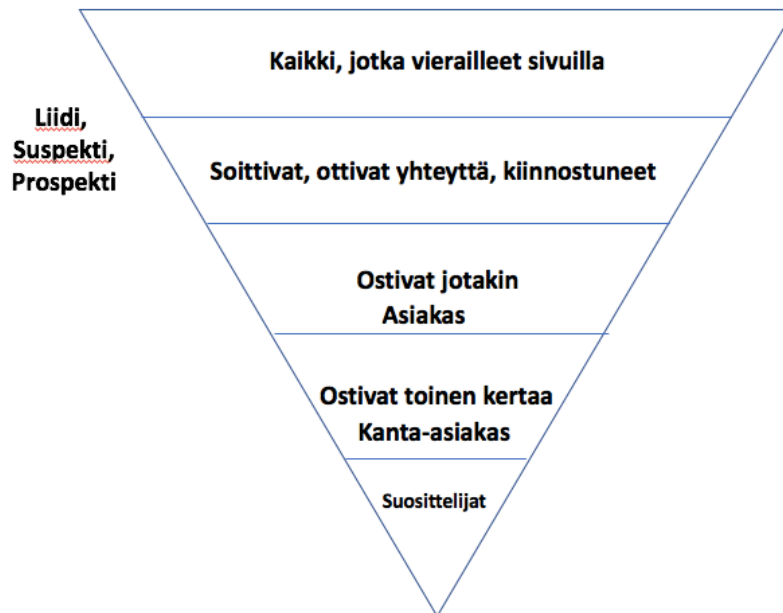 Kaikki, jotka vierailleet sivuilla
Liidi,
Suspekti,
Prospekti
Soittivat, ottivat yhteyttä, kiinnostuneet
Ostivat jotakin
Asiakas
Ostivat toinen kertaa
Kanta-asiakas
Suosittelijat